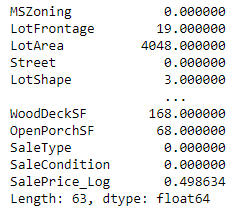 MSZoning 0.000000
LotFrontage 19.000000
LotArea 4048.000000
Street 0.000000
LotShape 3.000000
...
WoodDeckSF 168.000000
OpenPorchSF 68.000000
SaleType 0.000000
SaleCondition 0.000000
SalePrice_Log 0.498634
Length: 63, dtype: float64